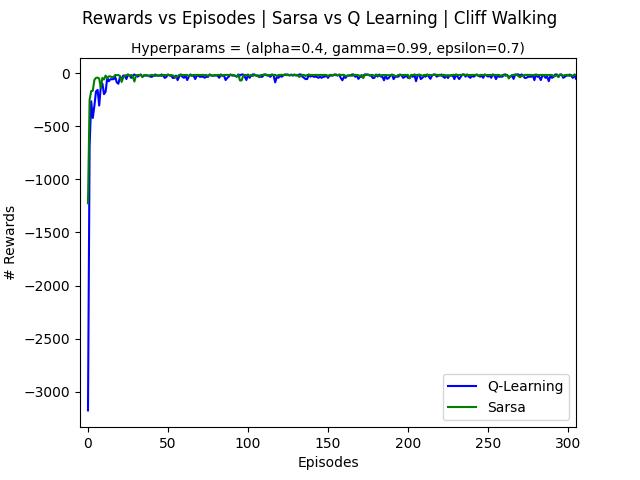 Rewards vs Episodes | Sarsa vs Q Learning | Cliff Walking
Hyperparams = (alpha=0.4, gamma=0.99, epsilon=0.7)
# Rewards
0
−500
−1000
−1500
−2000
−2500
−3000
Q-Learning
Sarsa
0 50 100 150 200 250 300
Episodes